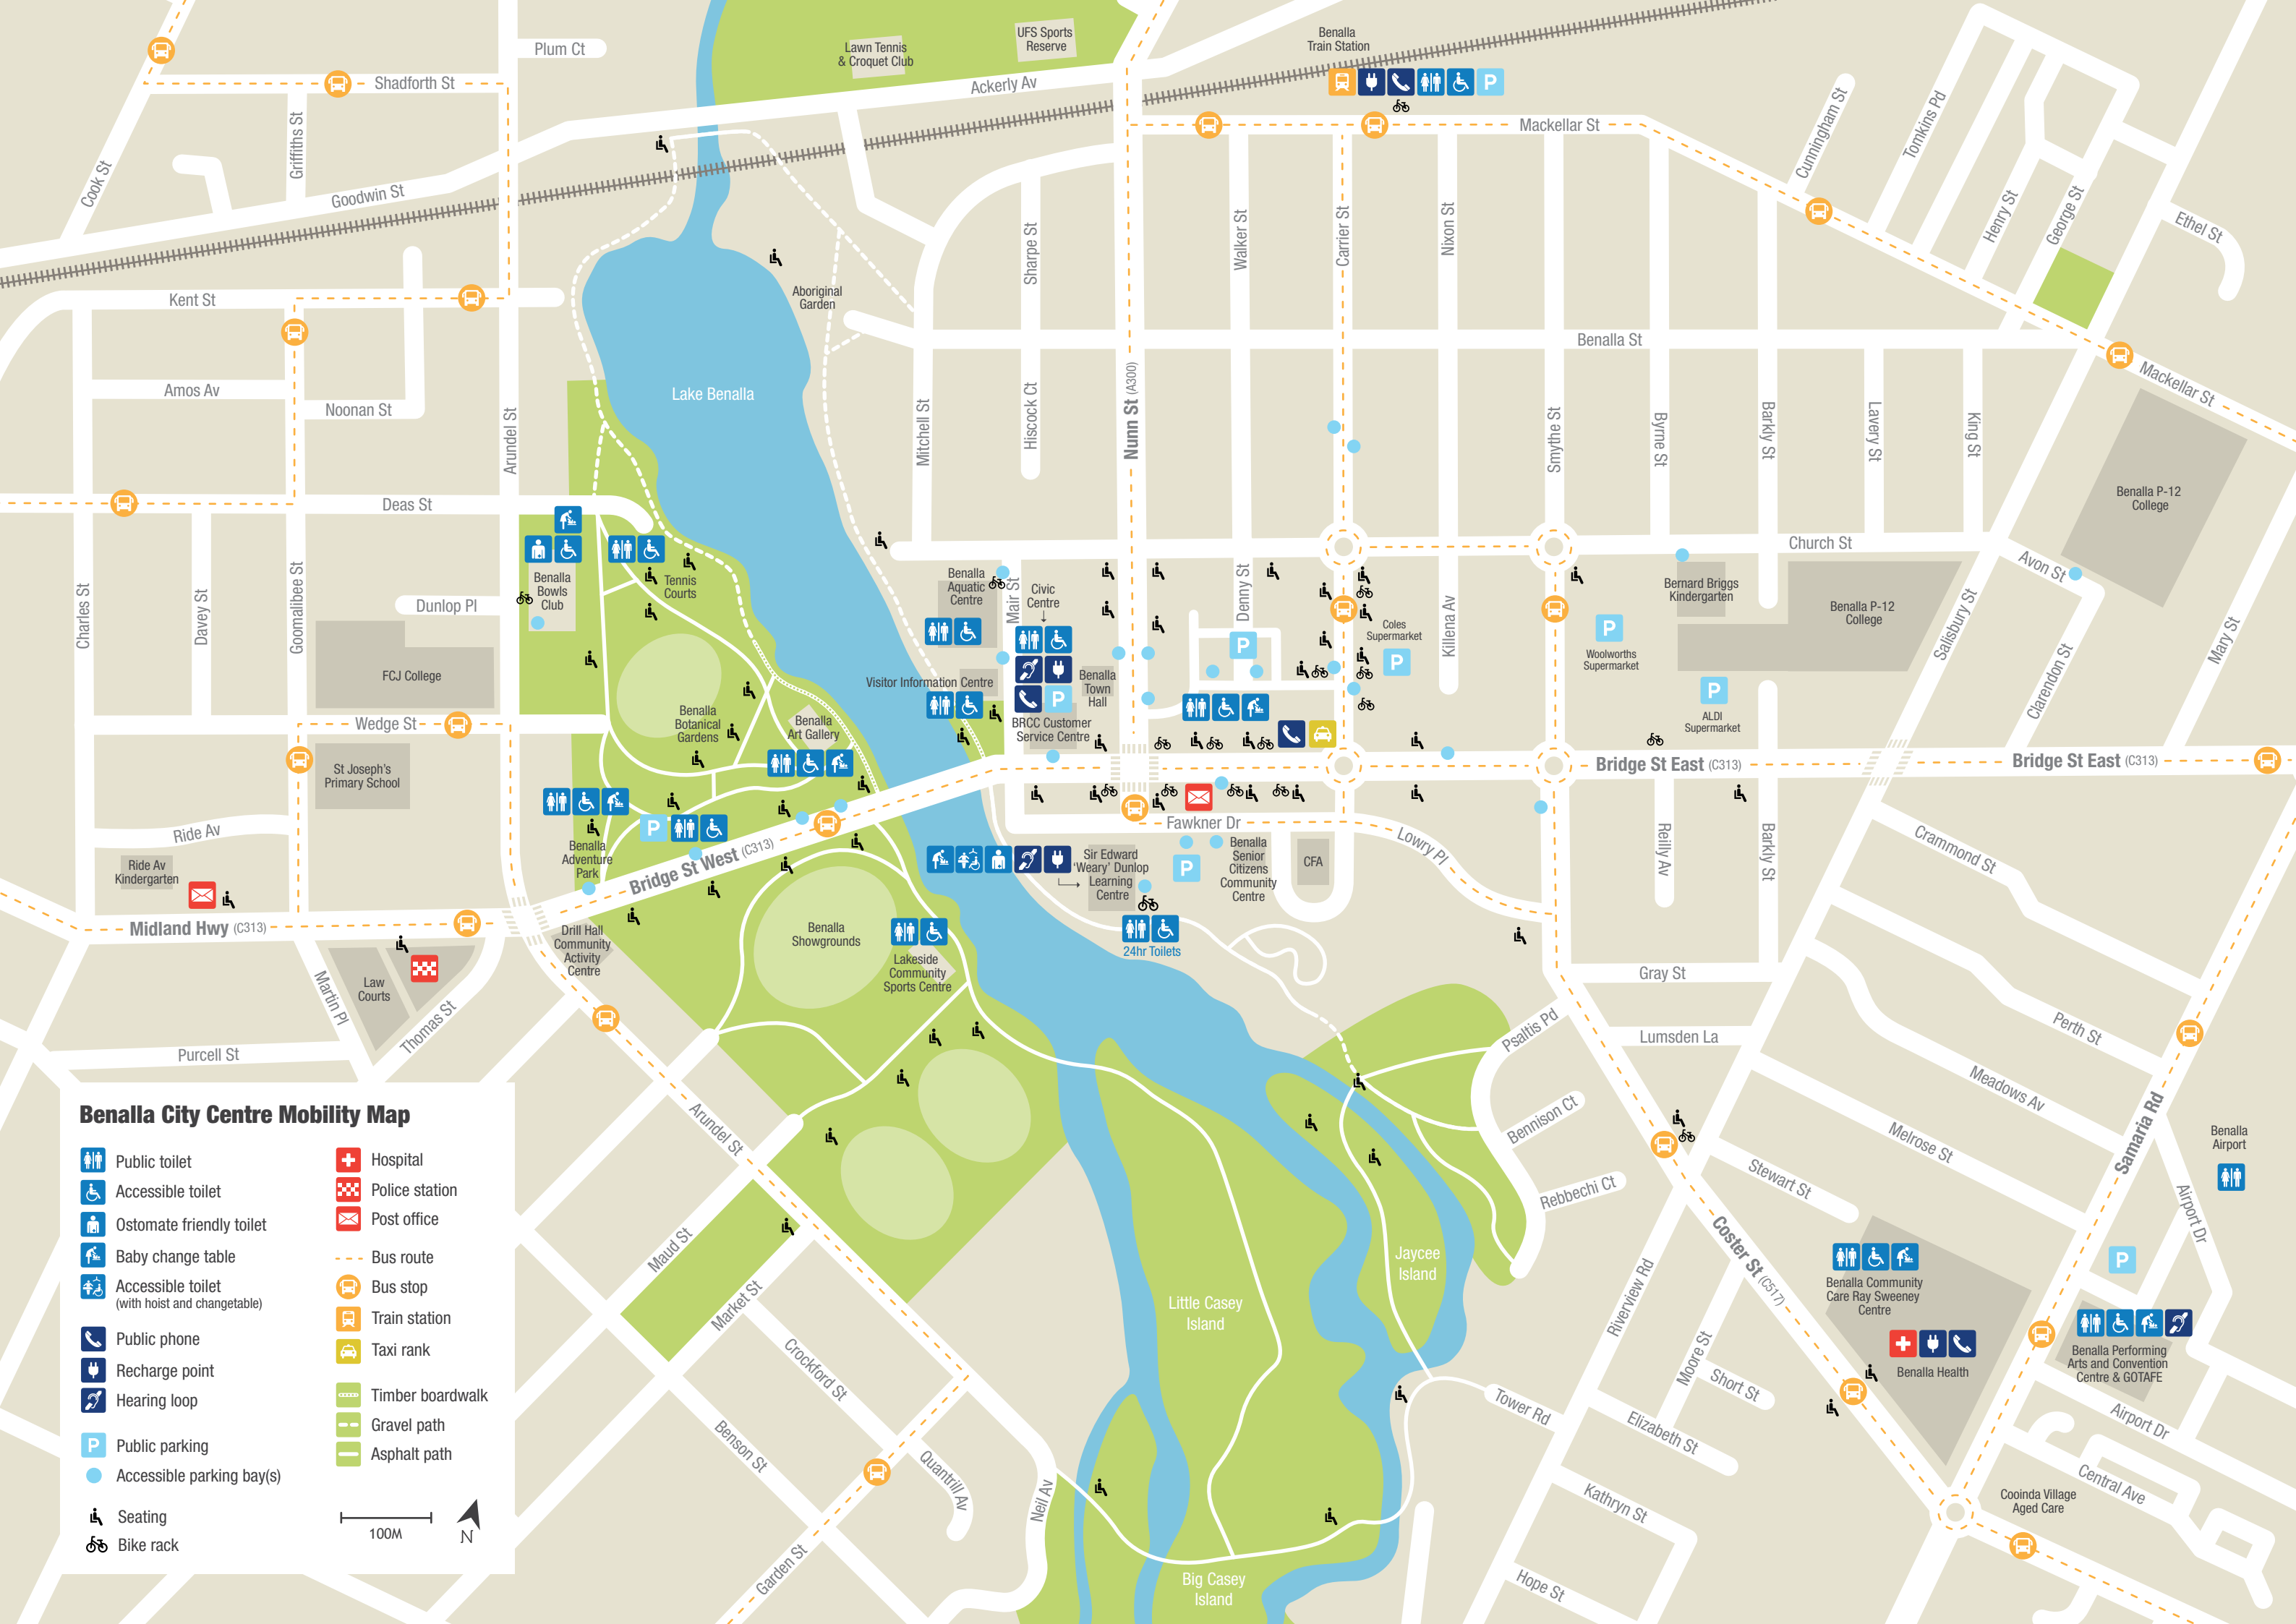 Plum Ct
Lawn Tennis
& Croquet Club
UFS Sports
Reserve
Benalla
Train Station
P
Shadforth St
Ackerly Av
Mackellar St
Griffiths St
Cook St
Goodwin St
Cunningham St
Tomkins Pd
Henry St
George St
Ethel St
Sharpe St
Walker St
Carrier St
Nixon St
Aboriginal
Garden
Kent St
Benalla St
Mackellar St
Amos Av
Noonan St
Lake Benalla
Arundel St
Mitchell St
Hiscock Ct
Nunn St (A300)
Smythe St
Byrne St
Barkly St
Lavery St
King St
Benalla P-12
College
Deas St
Church St
Avon St
Benalla
Bowls
Club
Tennis
Courts
Benalla
Aquatic
Centre
Mair St
Civic
Centre
Denny St
Killena Av
Coles
Supermarket
P
P
P
Woolworths
Supermarket
Bernard Briggs
Kindergarten
Benalla P-12
College
Salisbury St
Clarendon St
Mary St
Charles St
Davey St
Goomalibee St
Dunlop Pl
FCJ College
Visitor Information Centre
P
Benalla
Town
Hall
BRCC Customer
Service Centre
P
ALDI
Supermarket
Wedge St
Benalla
Botanical
Gardens
Benalla
Art Gallery
St Joseph's
Primary School
Bridge St East (C313)
Bridge St East (C313)
Ride Av
Ride Av
Kindergarten
Benalla
Adventure
Park
P
Bridge St West (C313)
Fawkner Dr
Lowry Pl
Sir Edward
'Weary' Dunlop
Learning
Centre
P
Benalla
Senior
Citizens
Community
Centre
CFA
Reilly Av
Barkly St
Crammond St
Midland Hwy (C313)
Drill Hall
Community
Activity
Centre
Benalla
Showgrounds
Lakeside
Community
Sports Centre
24hr Toilets
Law
Courts
Martin Pl
Thomas St
Purcell St
Gray St
Psaltis Pd
Lumsden La
Perth St
Meadows Av
Melrose St
Samaria Rd
Arundel St
Bennison Ct
Rebbechi Ct
Stewart St
Benalla
Airport
Airport Dr
Maud St
Market St
Jaycee
Island
Little Casey
Island
Riverview Rd
Coster St (C517)
Benalla Community
Care Ray Sweeney
Centre
P
Benalla Health
Benalla Performing
Arts and Convention
Centre & GOTAFE
Crockford St
Moore St
Short St
Tower Rd
Elizabeth St
Airport Dr
Benson St
Quantrill Av
Neil Av
Kathryn St
Central Ave
Cooinda Village
Aged Care
Garden St
Hope St
Big Casey
Island
Benalla City Centre Mobility Map
Public toilet
Accessible toilet
Ostomate friendly toilet
Baby change table
Accessible toilet
(with hoist and changetable)
Public phone
Recharge point
Hearing loop
P Public parking
Accessible parking bay(s)
Seating
Bike rack
Hospital
Police station
Post office
Bus route
Bus stop
Train station
Taxi rank
Timber boardwalk
Gravel path
Asphalt path
100M
N